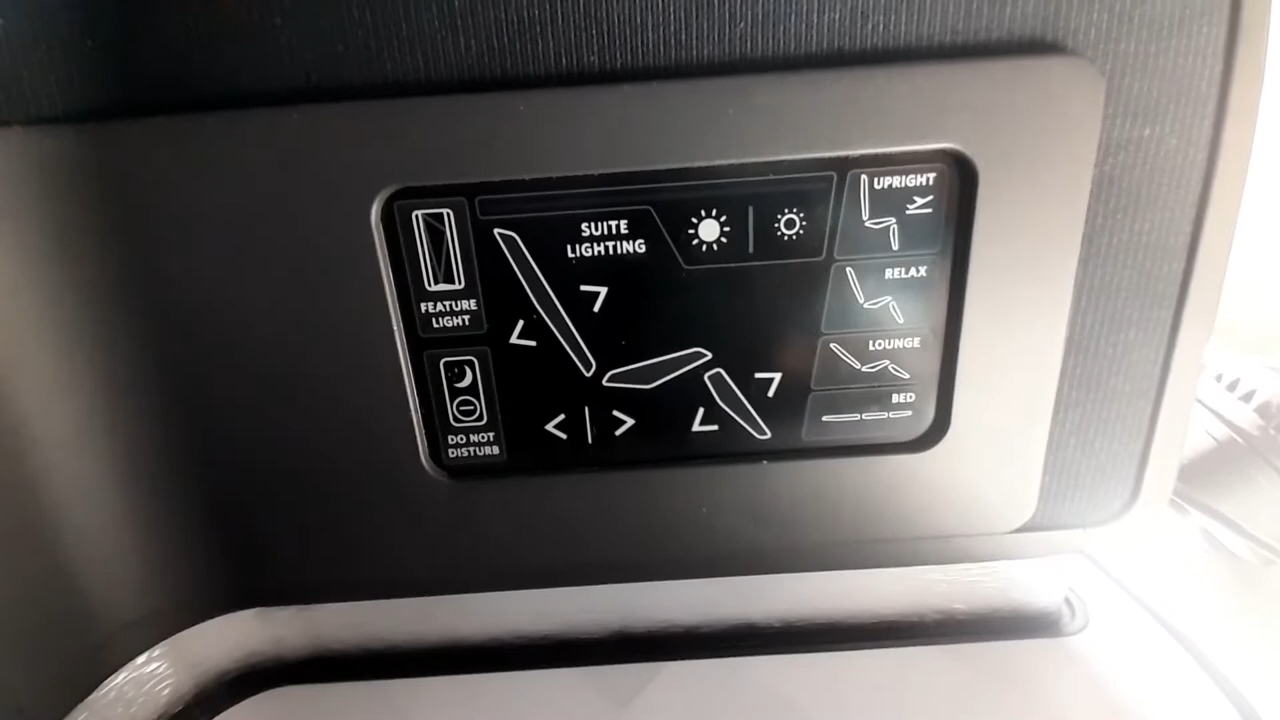 FEATURE
LIGHT
DO NOT
DISTURB
SUITE
LIGHTING
UPRIGHT
RELAX
LOUNGE
BED